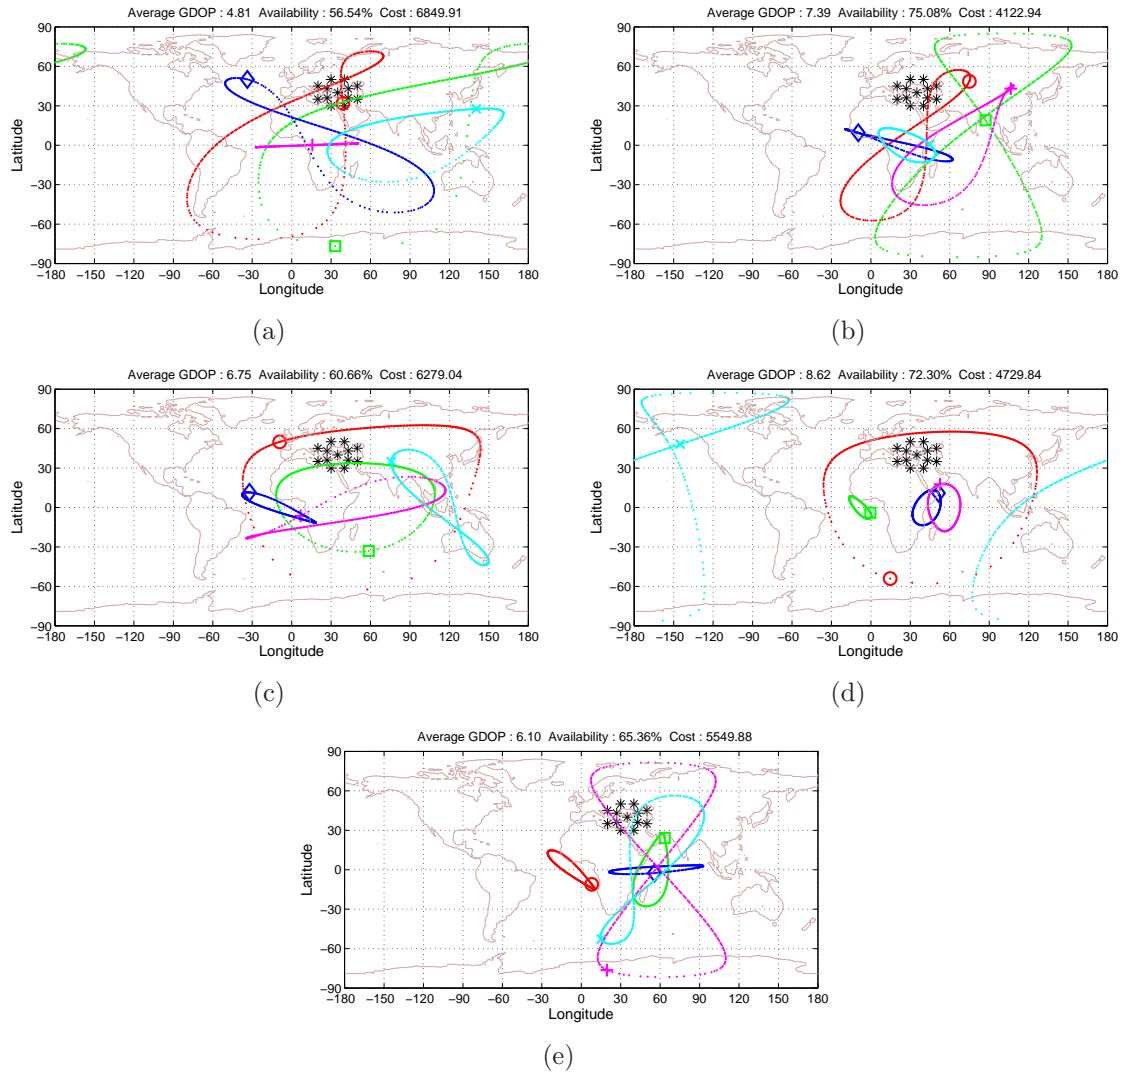 Average GDOP : 4.81 Availability : 56.54% Cost : 6849.91
90
60
30
0
−30
−60
−90
Latitude
−180 −150 −120 −90 −60 −30 0 30 60 90 120 150 180
Longitude
(a)
Average GDOP : 7.39 Availability : 75.08% Cost : 4122.94
90
60
30
0
−30
−60
−90
Latitude
−180 −150 −120 −90 −60 −30 0 30 60 90 120 150 180
Longitude
(b)
Average GDOP : 6.75 Availability : 60.66% Cost : 6279.04
90
60
30
0
−30
−60
−90
Latitude
−180 −150 −120 −90 −60 −30 0 30 60 90 120 150 180
Longitude
(c)
Average GDOP : 8.62 Availability : 72.30% Cost : 4729.84
90
60
30
0
−30
−60
−90
Latitude
−180 −150 −120 −90 −60 −30 0 30 60 90 120 150 180
Longitude
(d)
Average GDOP : 6.10 Availability : 65.36% Cost : 5549.88
90
60
30
0
−30
−60
−90
Latitude
−180 −150 −120 −90 −60 −30 0 30 60 90 120 150 180
Longitude
(e)